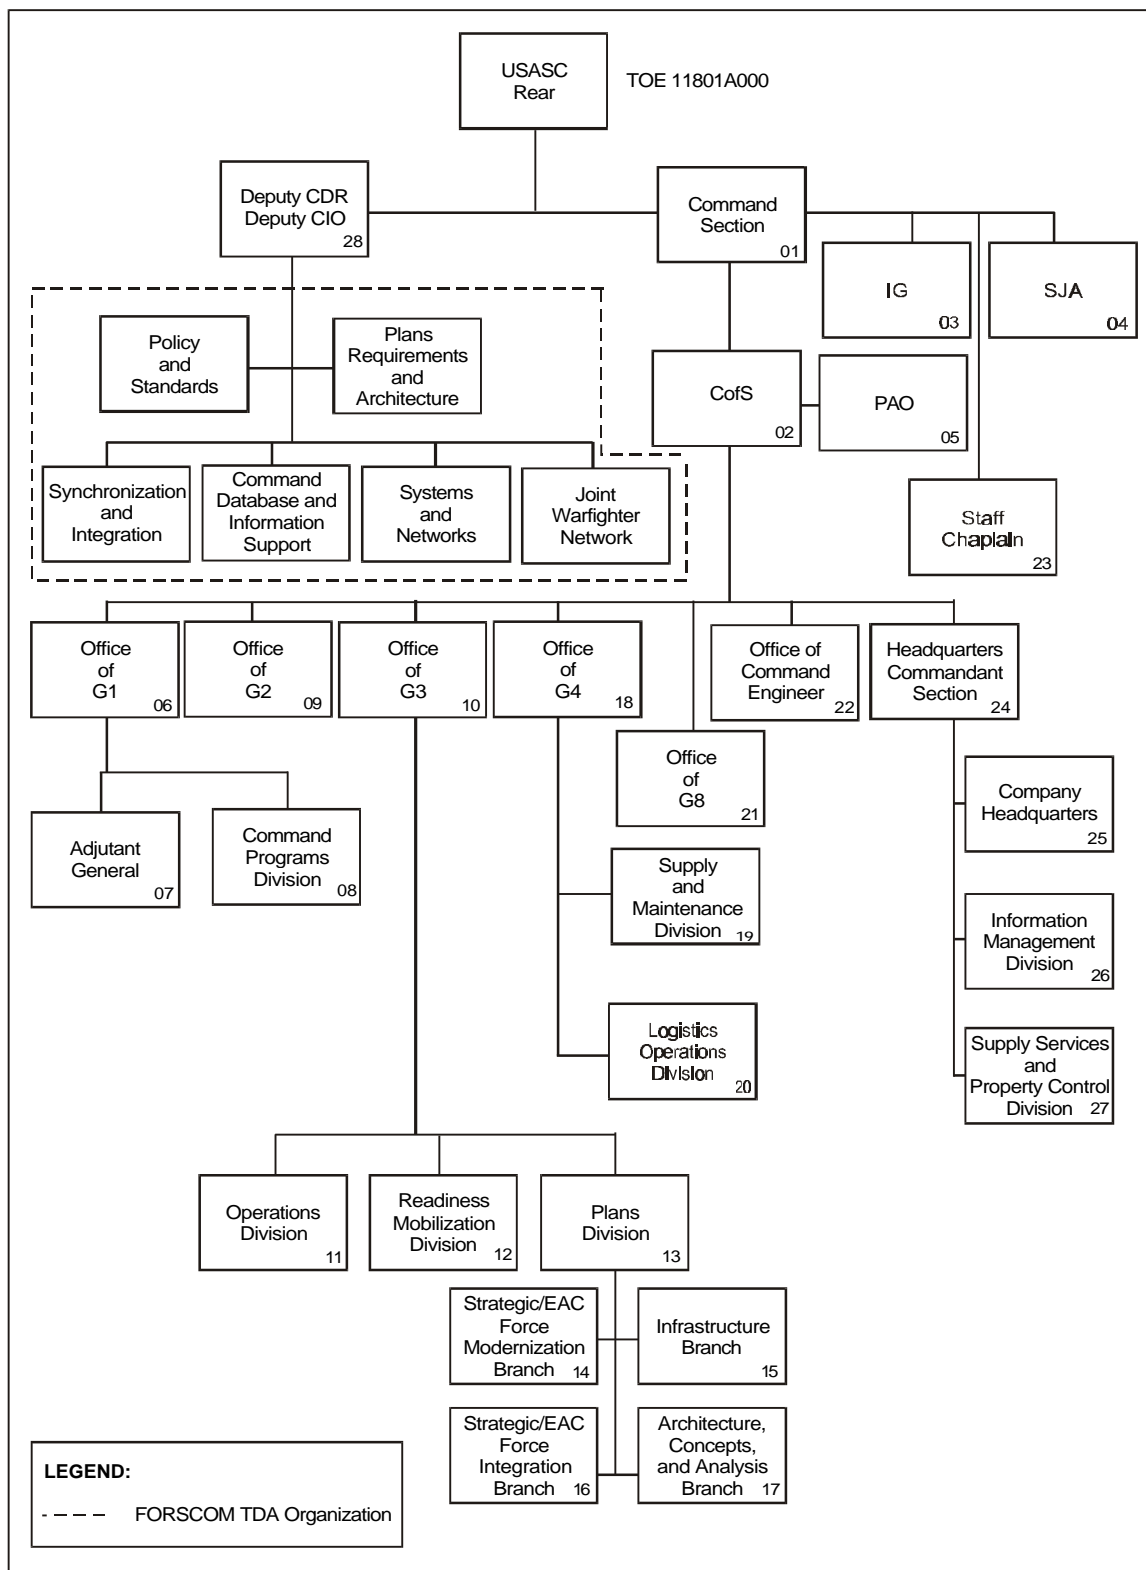 USASC
Rear
TOE 11801A000
Deputy CDR
Deputy CIO
28
Command
Section
01
IG
03
SJA
04
Policy
and
Standards
Plans
Requirements
and
Architecture
CofS
02
PAO
05
Synchronization
and
Integration
Command
Database and
Information
Support
Systems
and
Networks
Joint
Warfighter
Network
Staff
Chaplain
23
Office
of
G1
06
Office
of
G2
09
Office
of
G3
10
Office
of
G4
18
Office of
Command
Engineer
22
Headquarters
Commandant
Section
24
Office
of
G8
21
Company
Headquarters
25
Adjutant
General
07
Command
Programs
Division
08
Supply
and
Maintenance
Division
19
Information
Management
Division
26
Logistics
Operations
Division
20
Supply Services
and
Property Control
Division
27
Operations
Division
11
Readiness
Mobilization
Division
12
Plans
Division
13
Strategic/EAC
Force
Modernization
Branch
14
Infrastructure
Branch
15
Strategic/EAC
Force
Integration
Branch
16
Architecture,
Concepts,
and Analysis
Branch
17
LEGEND:
FORSCOM TDA Organization